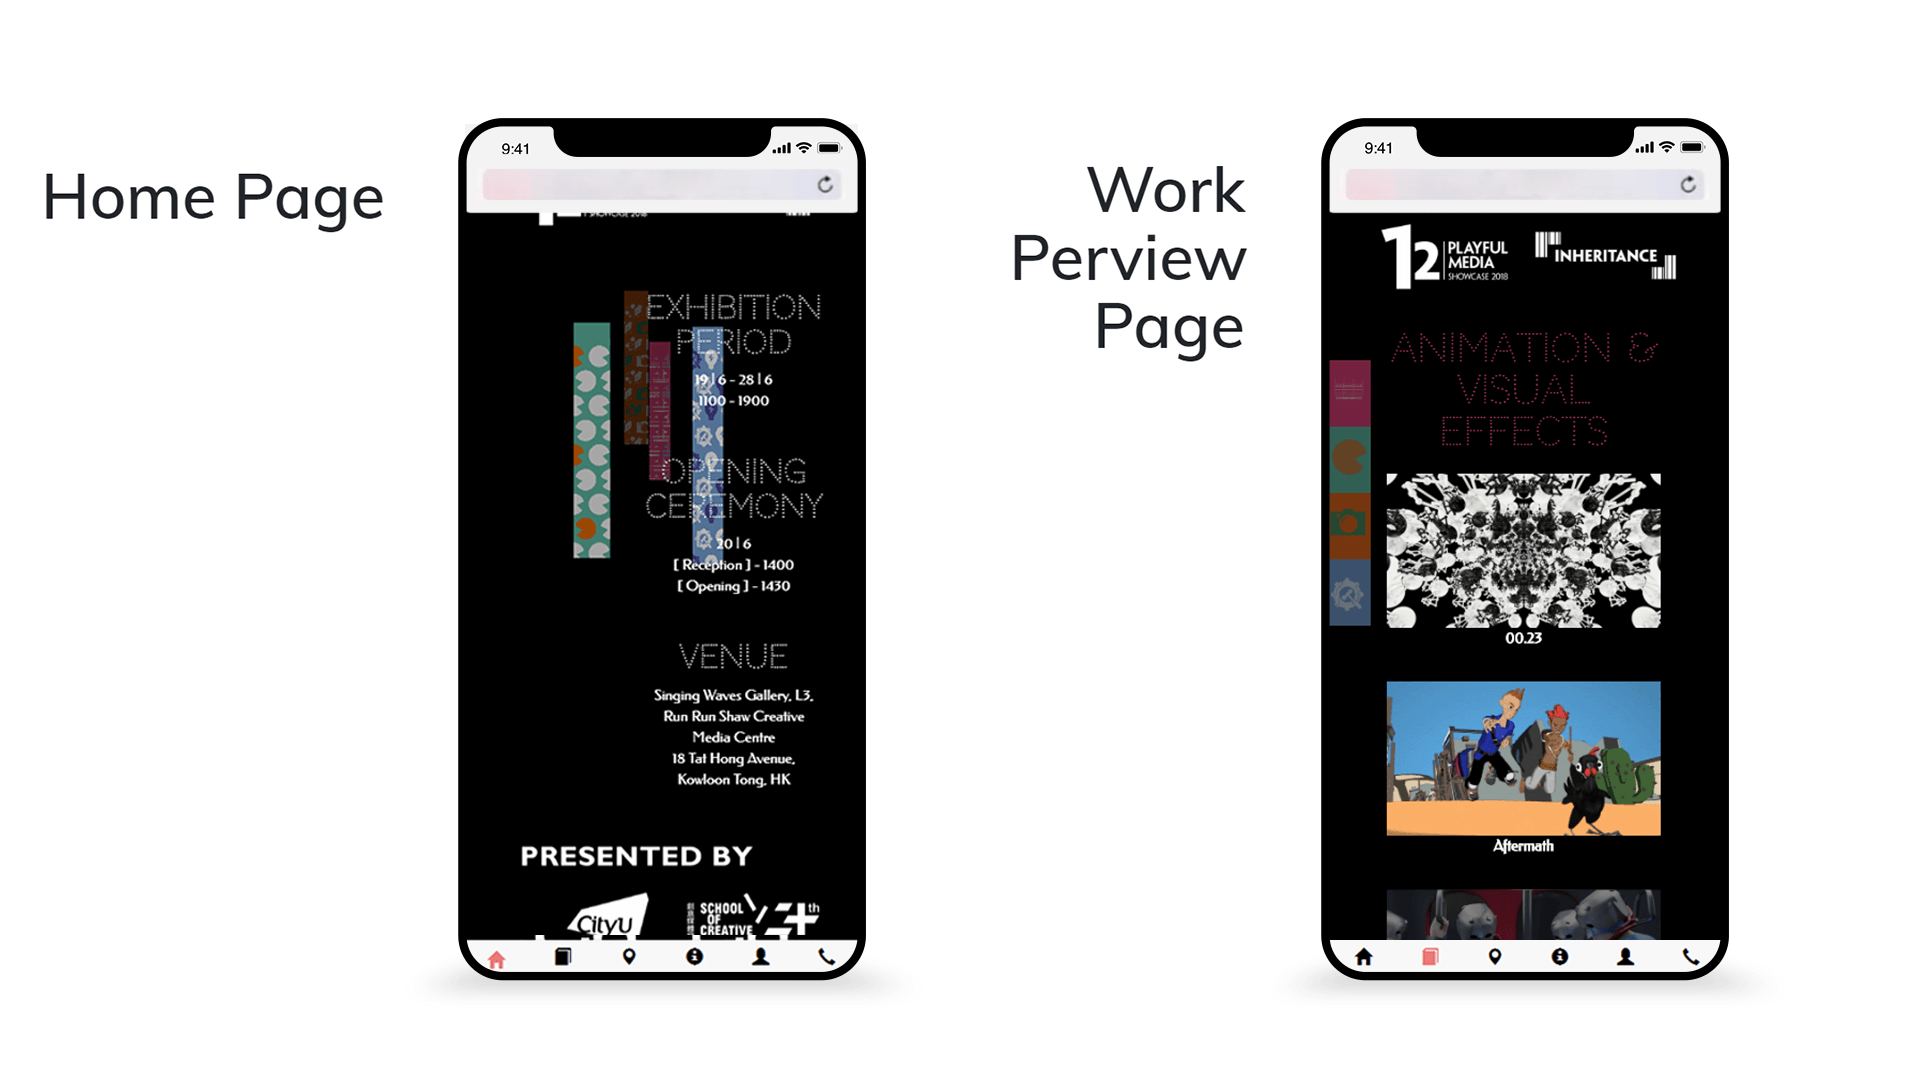 Home Page
9:41
SHOWCASE 2018
EXHIBITION
PERIOD
19|6 - 28|6
1100 - 1900
OPENING
CEREMONY
20|6
[ Reception ] - 1400
[ Opening ] - 1430
VENUE
Singing Waves Gallery, L3,
Run Run Shaw Creative
Media Centre
18 Tat Hong Avenue,
Kowloon Tong, HK
PRESENTED BY
CityU
SCHOOL
OF
CREATIVE
th
Work
Perview
Page
9:41
12 PLAYFUL
MEDIA
SHOWCASE 2018
INHERITANCE
ANIMATION &
VISUAL
EFFECTS
00.23
Aftermath